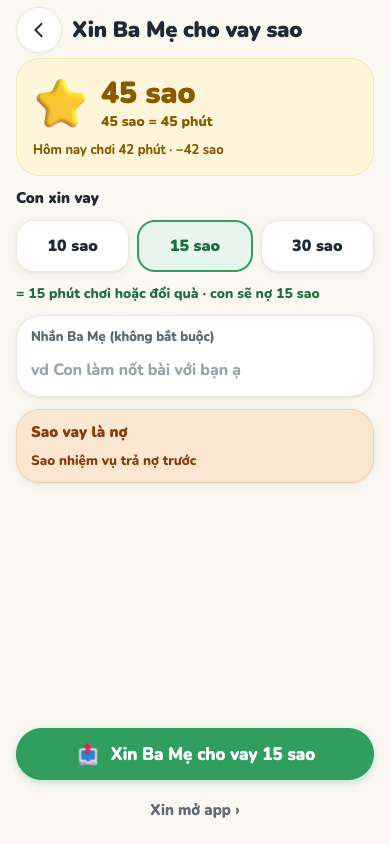 Xin Ba Mẹ cho vay sao
45 sao
45 sao = 45 phút
Hôm nay chơi 42 phút · −42 sao
Con xin vay
10 sao
15 sao
30 sao
= 15 phút chơi hoặc đổi quà · con sẽ nợ 15 sao
Nhắn Ba Mẹ (không bắt buộc)
vd Con làm nốt bài với bạn ạ
Sao vay là nợ
Sao nhiệm vụ trả nợ trước
Xin Ba Mẹ cho vay 15 sao
Xin mở app ›